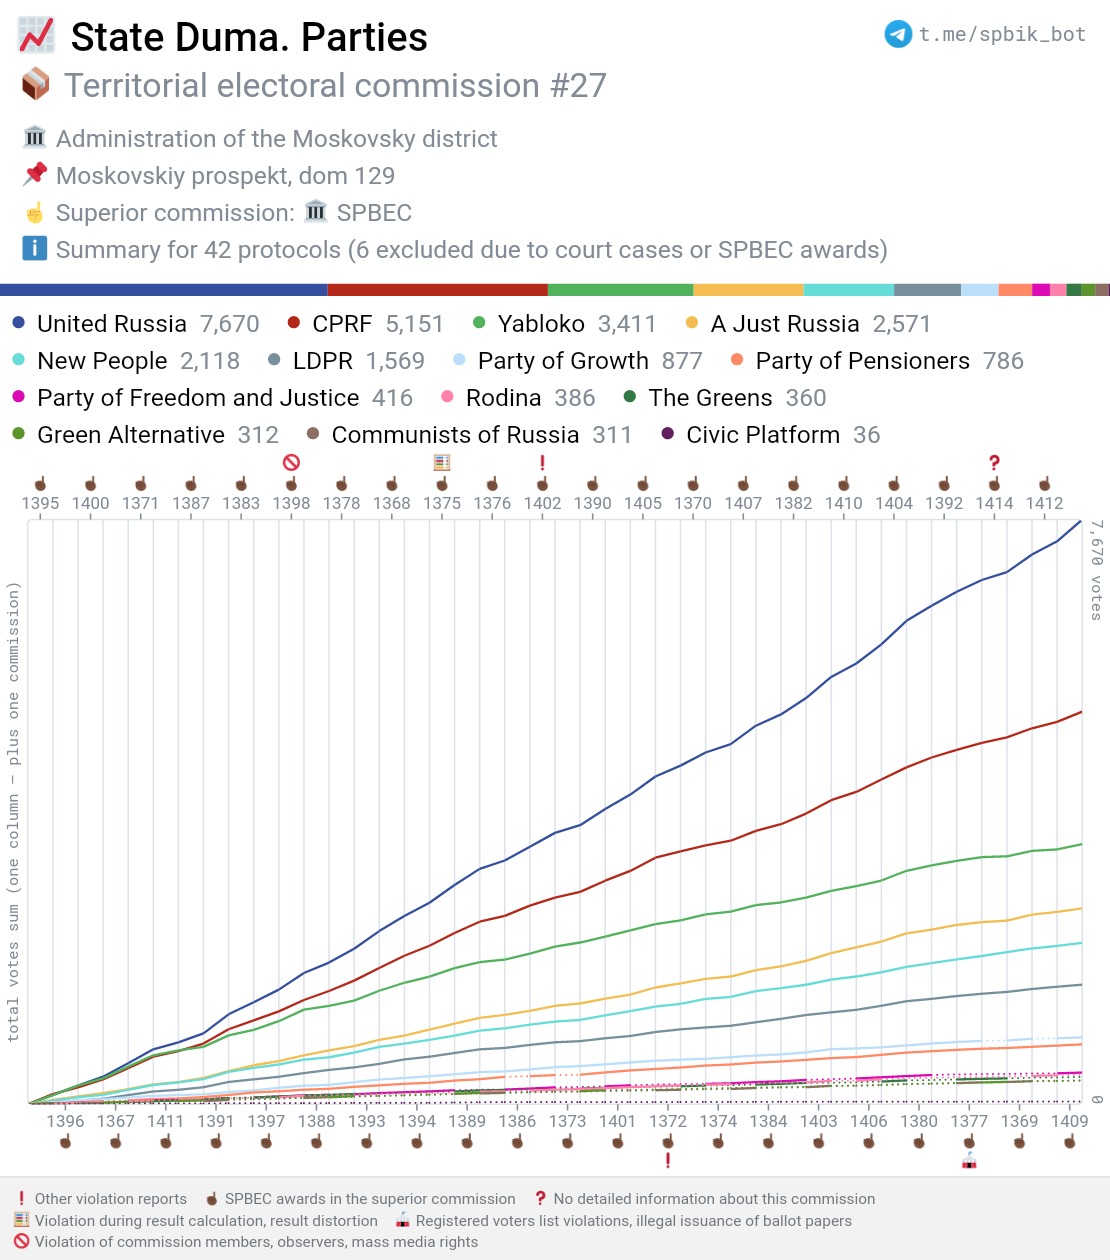 State Duma. Parties
t.me/spbik_bot
Territorial electoral commission #27
Administration of the Moskovsky district
Moskovskiy prospekt, dom 129
Superior commission: SPBEC
Summary for 42 protocols (6 excluded due to court cases or SPBEC awards)
United Russia 7,670 CPRF 5,151 Yabloko 3,411 A Just Russia 2,571
New People 2,118 LDPR 1,569 Party of Growth 877 Party of Pensioners 786
Party of Freedom and Justice 416 Rodina 386 The Greens 360
Green Alternative 312 Communists of Russia 311 Civic Platform 36
1395 1400 1371 1387 1383 1398 1378 1368 1375 1376 1402 1390 1405 1370 1407 1382 1410 1404 1392 1414 1412
7,670 votes
total votes sum (one column – plus one commission)
0
1396 1367 1411 1391 1397 1388 1393 1394 1389 1386 1373 1401 1372 1374 1384 1403 1406 1380 1377 1369 1409
Other violation reports SPBEC awards in the superior commission No detailed information about this commission
Violation during result calculation, result distortion Registered voters list violations, illegal issuance of ballot papers
Violation of commission members, observers, mass media rights